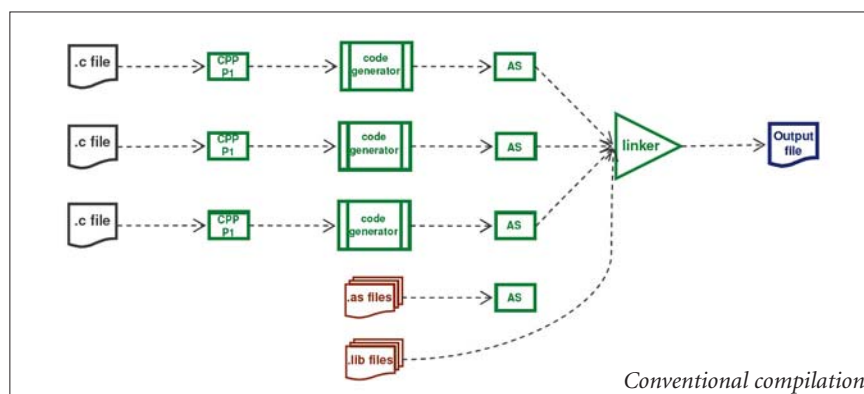 .c file
CPP
P1
code
generator
AS
.c file
CPP
P1
code
generator
AS
linker
Output
file
.c file
CPP
P1
code
generator
AS
.as files
AS
.lib files
Conventional compilation